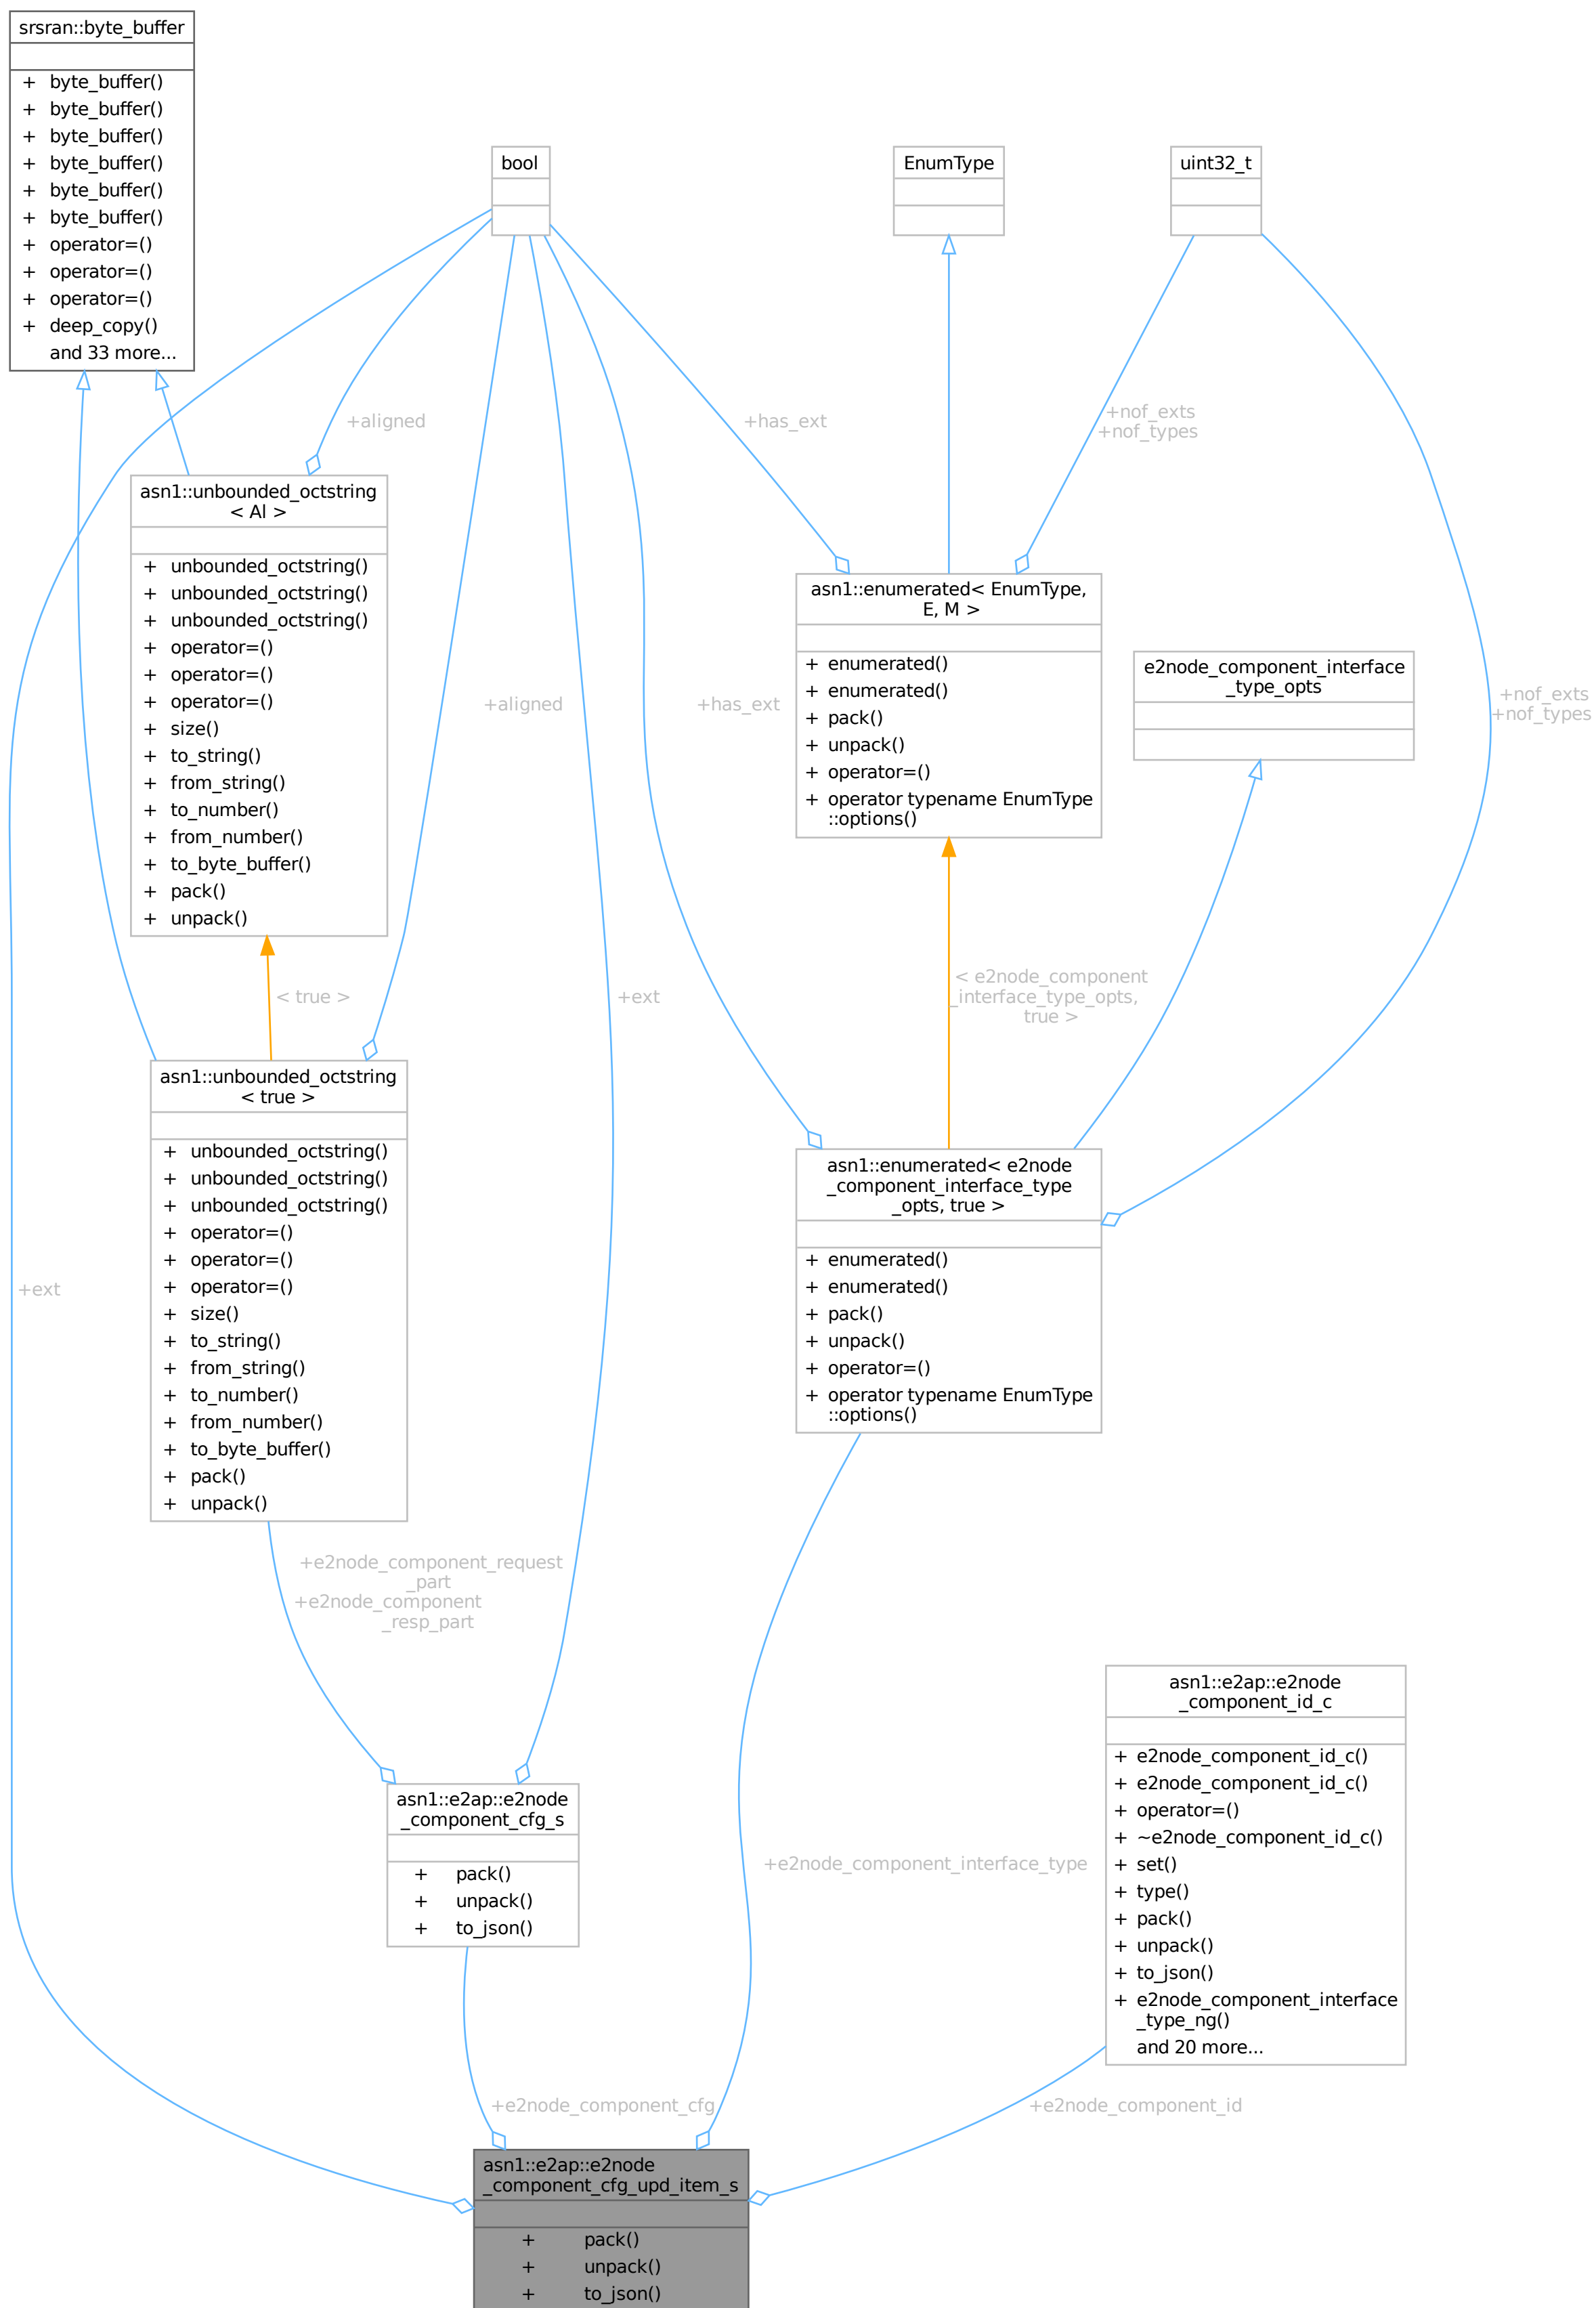 srsran::byte_buffer
+ byte_buffer()
+ byte_buffer()
+ byte_buffer()
+ byte_buffer()
+ byte_buffer()
+ byte_buffer()
+ operator=()
+ operator=()
+ operator=()
+ deep_copy()
and 33 more...
bool
EnumType
uint32_t
+aligned
+has_ext
+nof_exts
+nof_types
asn1::unbounded_octstring
< Al >
+ unbounded_octstring()
+ unbounded_octstring()
+ unbounded_octstring()
+ operator=()
+ operator=()
+ operator=()
+ size()
+ to_string()
+ from_string()
+ to_number()
+ from_number()
+ to_byte_buffer()
+ pack()
+ unpack()
+aligned
+has_ext
asn1::enumerated< EnumType,
E, M >
+ enumerated()
+ enumerated()
+ pack()
+ unpack()
+ operator=()
+ operator typename EnumType
::options()
e2node_component_interface
_type_opts
+nof_exts
+nof_types
< true >
+ext
< e2node_component
_interface_type_opts,
true >
asn1::unbounded_octstring
< true >
+ unbounded_octstring()
+ unbounded_octstring()
+ unbounded_octstring()
+ operator=()
+ operator=()
+ operator=()
+ size()
+ to_string()
+ from_string()
+ to_number()
+ from_number()
+ to_byte_buffer()
+ pack()
+ unpack()
asn1::enumerated< e2node
_component_interface_type
_opts, true >
+ enumerated()
+ enumerated()
+ pack()
+ unpack()
+ operator=()
+ operator typename EnumType
::options()
+ext
+e2node_component_request
_part
+e2node_component
_resp_part
asn1::e2ap::e2node
_component_cfg_s
+ pack()
+ unpack()
+ to_json()
+e2node_component_interface_type
asn1::e2ap::e2node
_component_id_c
+ e2node_component_id_c()
+ e2node_component_id_c()
+ operator=()
+ ~e2node_component_id_c()
+ set()
+ type()
+ pack()
+ unpack()
+ to_json()
+ e2node_component_interface
_type_ng()
and 20 more...
+e2node_component_cfg
+e2node_component_id
asn1::e2ap::e2node
_component_cfg_upd_item_s
+ pack()
+ unpack()
+ to_json()